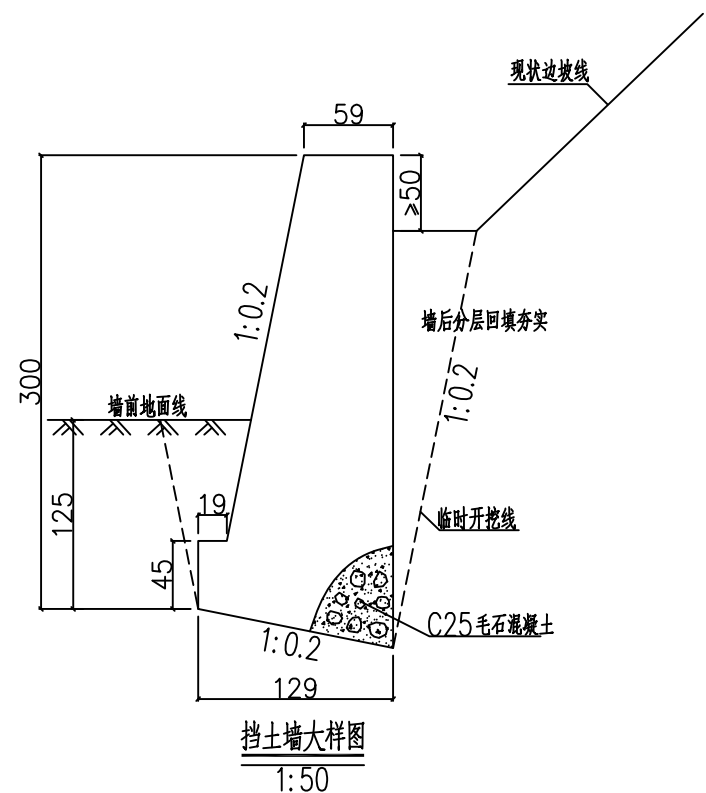 现状边坡线
59
≥50
1:0.2
墙后分层回填夯实
300
1:0.2
墙前地面线
125
19
临时开挖线
45
C25毛石混凝土
1:0.2
129
挡土墙大样图
1:50